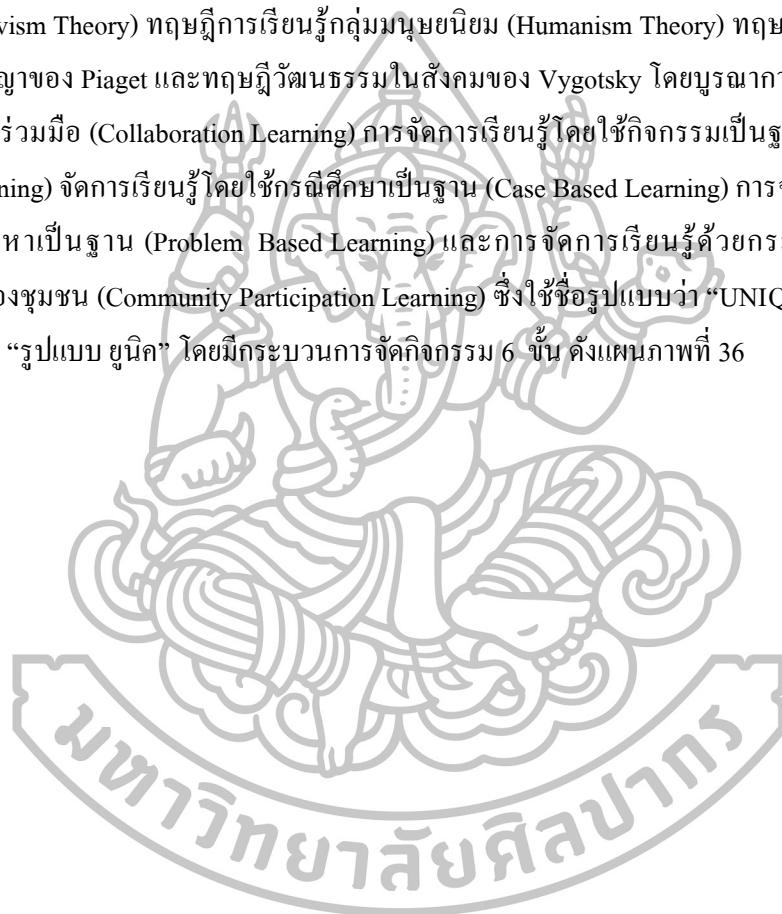 vism Theory) ทฤษฎีการเรียนรู้กลุ่มมนุษยนิยม (Humanism Theory) ทฤษ
ญาของ Piaget และทฤษฎีวัฒนธรรมในสังคมของ Vygotsky โดยบูรณากา
ร่วมมือ (Collaboration Learning) การจัดการเรียนรู้โดยใช้กิจกรรมเป็นฐ
ning) จัดการเรียนรู้โดยใช้กรณีศึกษาเป็นฐาน (Case Based Learning) การจ
หาเป็นฐาน (Problem Based Learning) และการจัดการเรียนรู้ด้วยกระ
องชุมชน (Community Participation Learning) ซึ่งใช้ชื่อรูปแบบว่า “UNIQ
“รูปแบบ ยูนิค” โดยมีกระบวนการจัดกิจกรรม 6 ขั้น ดังแผนภาพที่ 36
มหาวิทยาลัยศิลปากร